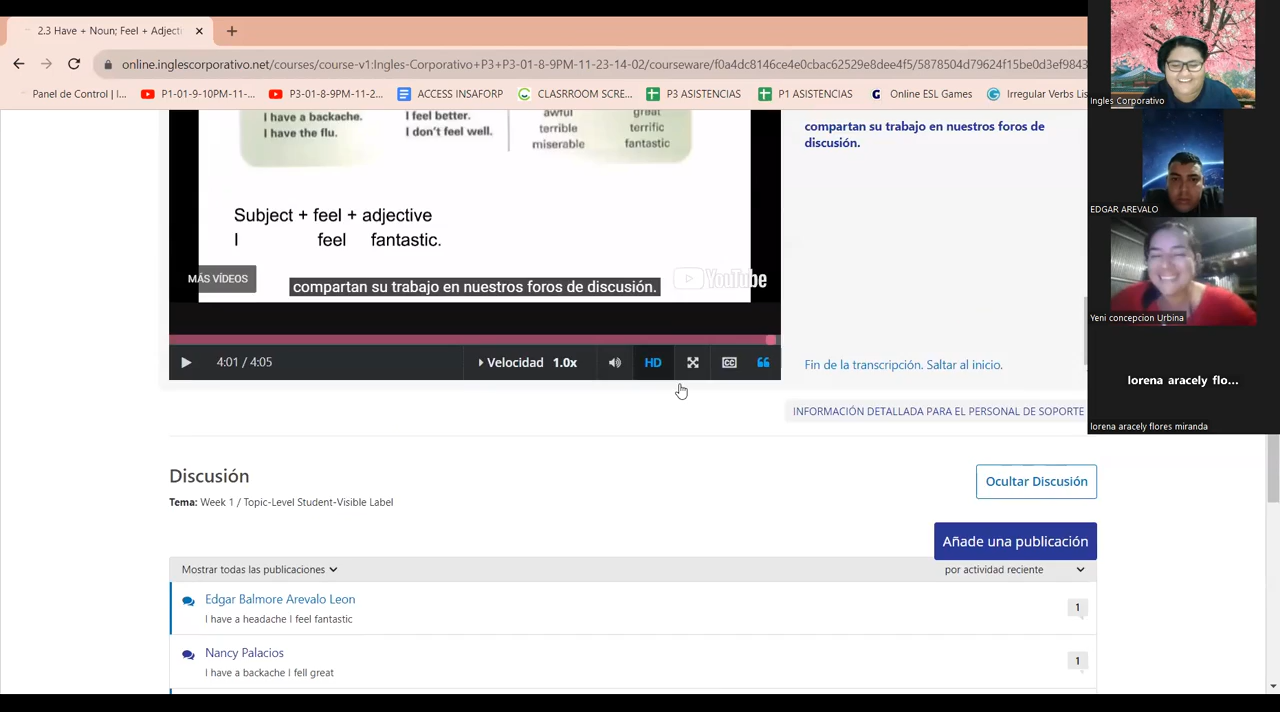 2.3 Have + Noun; Feel + Adjecti
online.inglescorporativo.net/courses/course-v1:Ingles-Corporativo+P3+P3-01-8-9PM-11-23-14-02/courseware/f0a4dc8146ce4e0cbac62529e8dee4f5/5878504d79624f15be0d3ef9843
Panel de Control | I...
P1-01-9-10PM-11-...
P3-01-8-9PM-11-2...
ACCESS INSAFORP
CLASRROOM SCRE...
P3 ASISTENCIAS
P1 ASISTENCIAS
Online ESL Games
Irregular Verbs Lis
Ingles Corporativo
EDGAR AREVALO
Yeni concepcion Urbina
lorena aracely flo...
lorena aracely flores miranda
I have a backache.
I have the flu.
I feel better.
I don't feel well.
awful
terrible
miserable
great
terrific
fantastic
Subject + feel + adjective
I feel fantastic.
MÁS VÍDEOS
compartan su trabajo en nuestros foros de discusión.
YouTube
4:01 / 4:05
Velocidad 1.0x
HD
CC
compartan su trabajo en nuestros foros de
discusión.
Fin de la transcripción. Saltar al inicio.
INFORMACIÓN DETALLADA PARA EL PERSONAL DE SOPORTE
Discusión
Tema: Week 1 / Topic-Level Student-Visible Label
Ocultar Discusión
Añade una publicación
Mostrar todas las publicaciones
por actividad reciente
Edgar Balmore Arevalo Leon
I have a headache I feel fantastic
1
Nancy Palacios
I have a backache I fell great
1